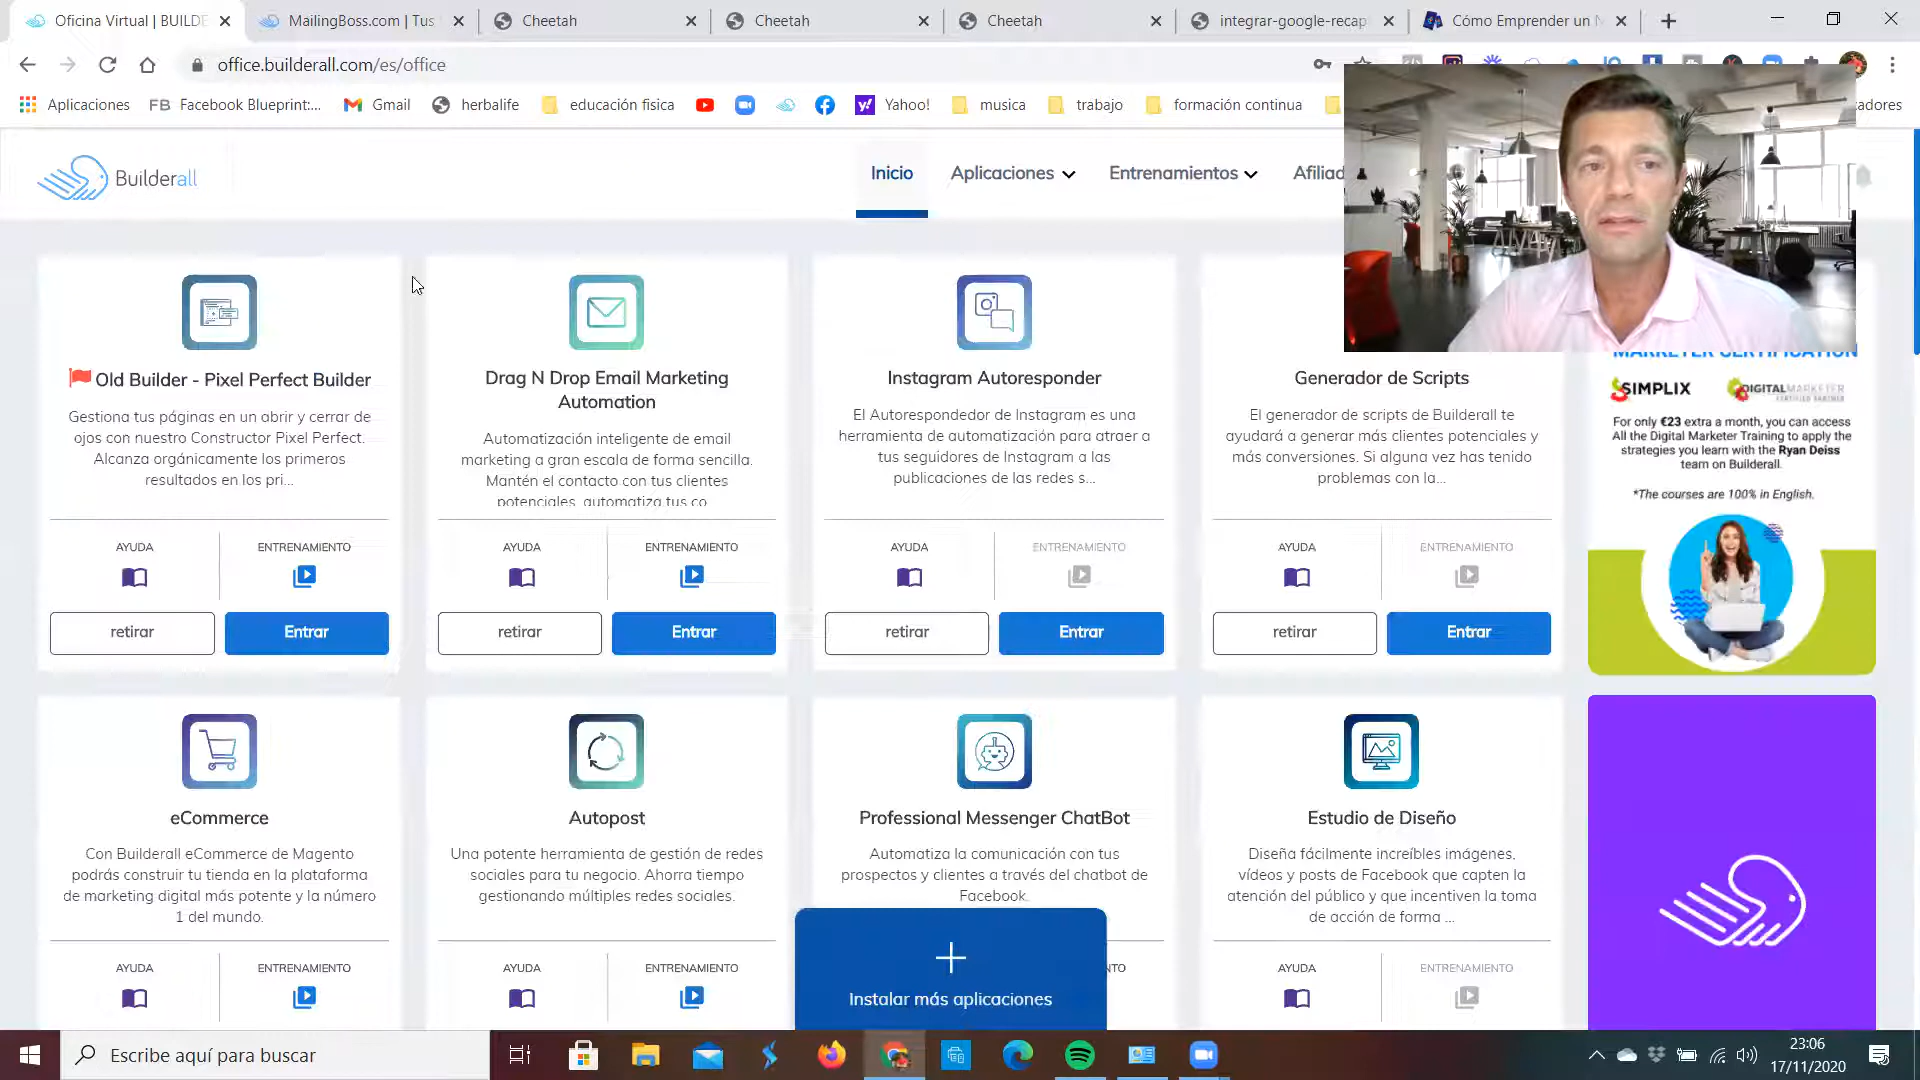 Oficina Virtual | BUILDE
MailingBoss.com | Tus
Cheetah
Cheetah
Cheetah
integrar-google-recap
Cómo Emprender un
office.builderall.com/es/office
Aplicaciones
FB Facebook Blueprint:...
Gmail
herbalife
educación fisica
Yahoo!
musica
trabajo
formación continua
adores
Builderall
Inicio
Aplicaciones
Entrenamientos
Afiliad
Old Builder - Pixel Perfect Builder
Gestiona tus páginas en un abrir y cerrar de
ojos con nuestro Constructor Pixel Perfect.
Alcanza orgánicamente los primeros
resultados en los pri...
AYUDA
ENTRENAMIENTO
retirar
Entrar
Drag N Drop Email Marketing
Automation
Automatización inteligente de email
marketing a gran escala de forma sencilla.
Mantén el contacto con tus clientes
potenciales, automatiza tus co
AYUDA
ENTRENAMIENTO
retirar
Entrar
Instagram Autoresponder
El Autorespondedor de Instagram es una
herramienta de automatización para atraer a
tus seguidores de Instagram a las
publicaciones de las redes s...
AYUDA
ENTRENAMIENTO
retirar
Entrar
Generador de Scripts
El generador de scripts de Builderall te
ayudará a generar más clientes potenciales y
más conversiones. Si alguna vez has tenido
problemas con la...
AYUDA
ENTRENAMIENTO
retirar
Entrar
MARKETER CERTIFICATION
SIMPLIX
DIGITALMARKETER
CERTIFIED PARTNER
For only €23 extra a month, you can access
All the Digital Marketer Training to apply the
strategies you learn with the Ryan Deiss
team on Builderall.
*The courses are 100% in English.
eCommerce
Con Builderall eCommerce de Magento
podrás construir tu tienda en la plataforma
de marketing digital más potente y la número
1 del mundo.
AYUDA
ENTRENAMIENTO
Autopost
Una potente herramienta de gestión de redes
sociales para tu negocio. Ahorra tiempo
gestionando múltiples redes sociales.
AYUDA
ENTRENAMIENTO
Professional Messenger ChatBot
Automatiza la comunicación con tus
prospectos y clientes a través del chatbot de
Facebook.
NTO
Estudio de Diseño
Diseña fácilmente increíbles imágenes,
vídeos y posts de Facebook que capten la
atención del público y que incentiven la toma
de acción de forma ...
AYUDA
ENTRENAMIENTO
Instalar más aplicaciones
Escribe aquí para buscar
23:06
17/11/2020